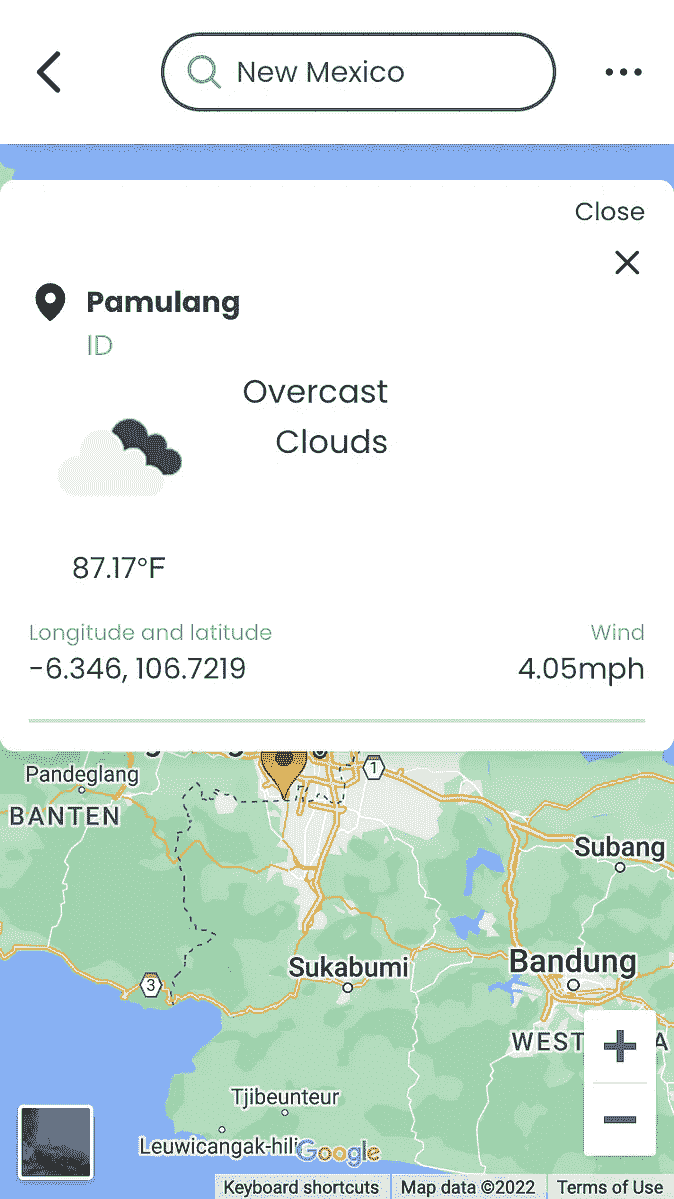 New Mexico
Close
Pamulang
ID
Overcast
Clouds
87.17°F
Longitude and latitude
Wind
-6.346, 106.7219
4.05mph
1
Pandeglang
BANTEN
Subang
Sukabumi
Bandung
3
WEST
A
Tjibeunteur
Leuwicangak-hili
Google
Keyboard shortcuts
Map data ©2022
Terms of Use